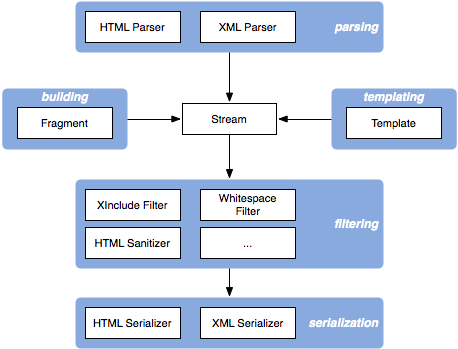 HTML Parser
XML Parser
parsing
building
Fragment
Stream
templating
Template
XInclude Filter
Whitespace
Filter
HTML Sanitizer
...
filtering
HTML Serializer
XML Serializer
serialization